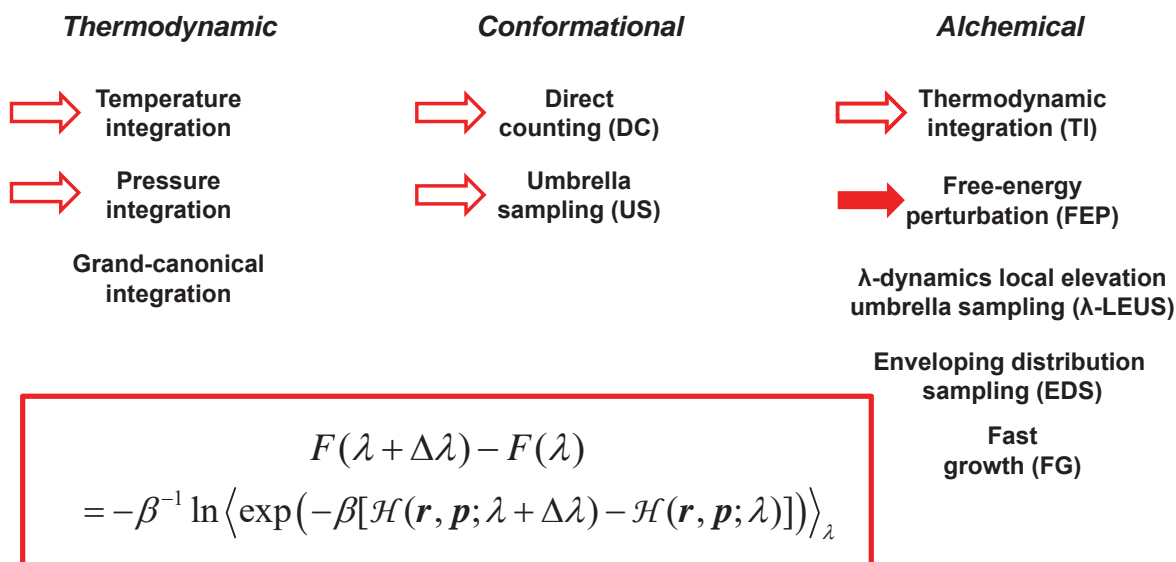 Thermodynamic
Temperature
integration
Pressure
integration
Grand-canonical
integration
Conformational
Direct
counting (DC)
Umbrella
sampling (US)
Alchemical
Thermodynamic
integration (TI)
Free-energy
perturbation (FEP)
λ-dynamics local elevation
umbrella sampling (λ-LEUS)
Enveloping distribution
sampling (EDS)
Fast
growth (FG)
F(λ + Δλ) − F(λ)
= −β⁻¹ ln⟨exp(−β[ℋ(r, p; λ + Δλ) − ℋ(r, p; λ)])⟩_λ